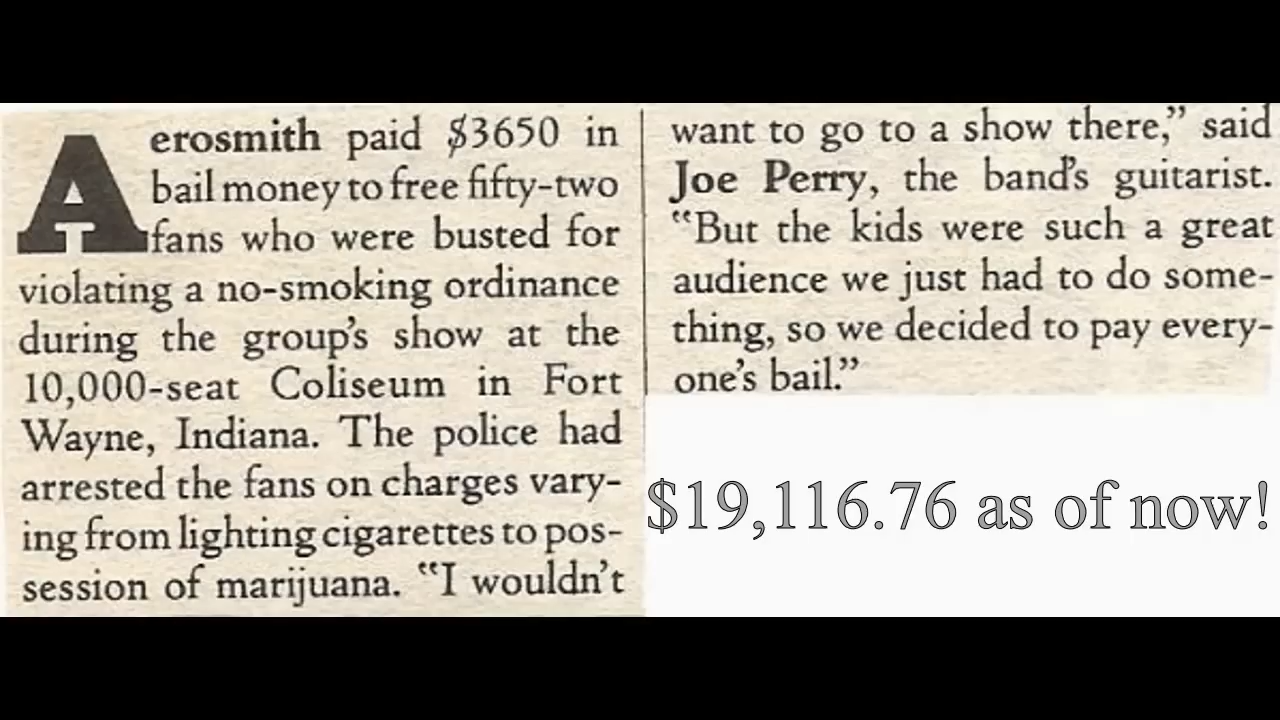 Aerosmith paid $3650 in
bail money to free fifty-two
fans who were busted for
violating a no-smoking ordinance
during the group's show at the
10,000-seat Coliseum in Fort
Wayne, Indiana. The police had
arrested the fans on charges vary-
ing from lighting cigarettes to pos-
session of marijuana. “I wouldn't
want to go to a show there,” said
Joe Perry, the band's guitarist.
“But the kids were such a great
audience we just had to do some-
thing, so we decided to pay every-
one's bail.”
$19,116.76 as of now!